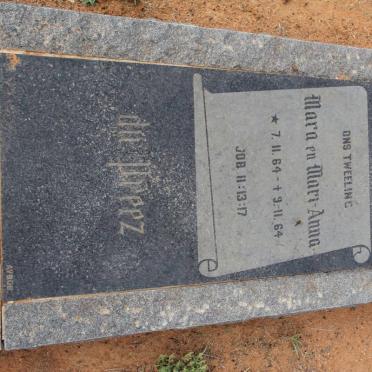 ONS TWEELING
Mara en Mari-Anna
* 7.11.64 - † 9.11.64
JOB 11:13:17
du Preez